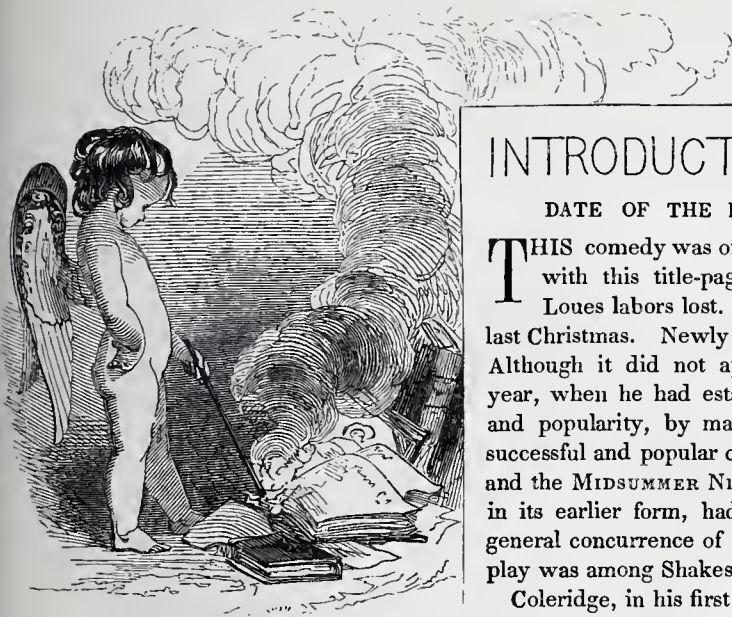 INTRODUCT
DATE OF THE
THIS comedy was
with this title-pag
Loues labors lost.
last Christmas. Newly
Although it did not a
year, when he had est
and popularity, by ma
successful and popular
and the MIDSUMMER NI
in its earlier form, had
general concurrence of
play was among Shakes
Coleridge, in his first